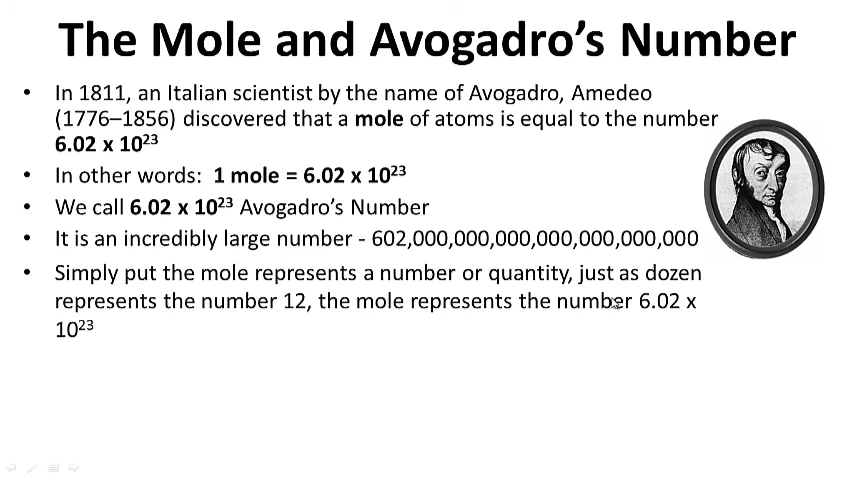 The Mole and Avogadro's Number
• In 1811, an Italian scientist by the name of Avogadro, Amedeo
(1776–1856) discovered that a mole of atoms is equal to the number
6.02 x 10²³
• In other words: 1 mole = 6.02 x 10²³
• We call 6.02 x 10²³ Avogadro's Number
• It is an incredibly large number - 602,000,000,000,000,000,000,000
• Simply put the mole represents a number or quantity, just as dozen
represents the number 12, the mole represents the number 6.02 x
10²³